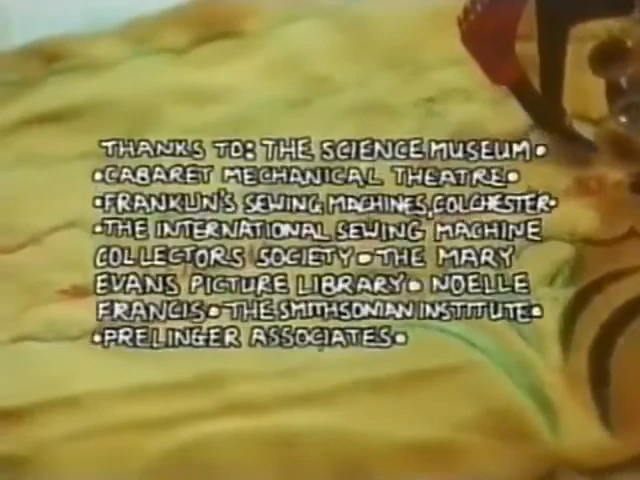 THANKS TO: THE SCIENCE MUSEUM•
•CABARET MECHANICAL THEATRE•
•FRANKLIN'S SEWING MACHINES, COLCHESTER•
•THE INTERNATIONAL SEWING MACHINE
COLLECTORS SOCIETY•THE MARY
EVANS PICTURE LIBRARY• NOELLE
FRANCIS•THE SMITHSONIAN INSTITUTE•
•PRELINGER ASSOCIATES•